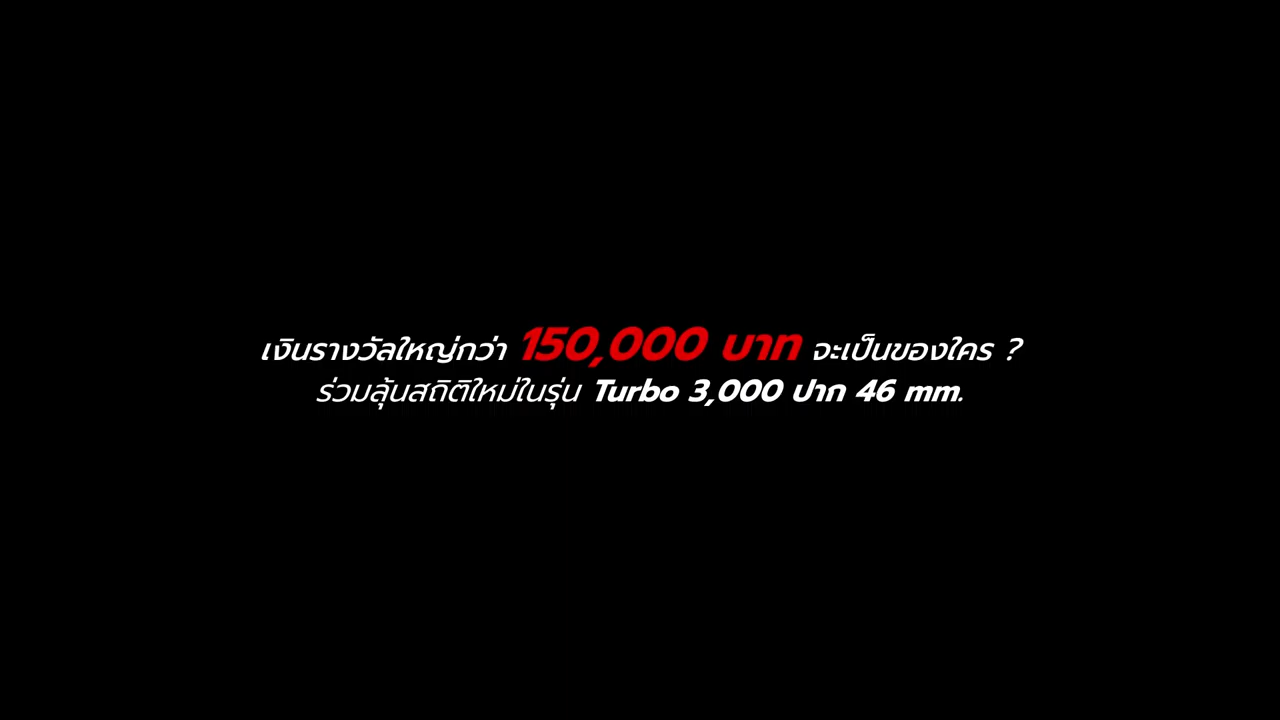 เงินรางวัลใหญ่กว่า 150,000 บาท จะเป็นของใคร ?
ร่วมลุ้นสถิติใหม่ในรุ่น Turbo 3,000 ปาก 46 mm.